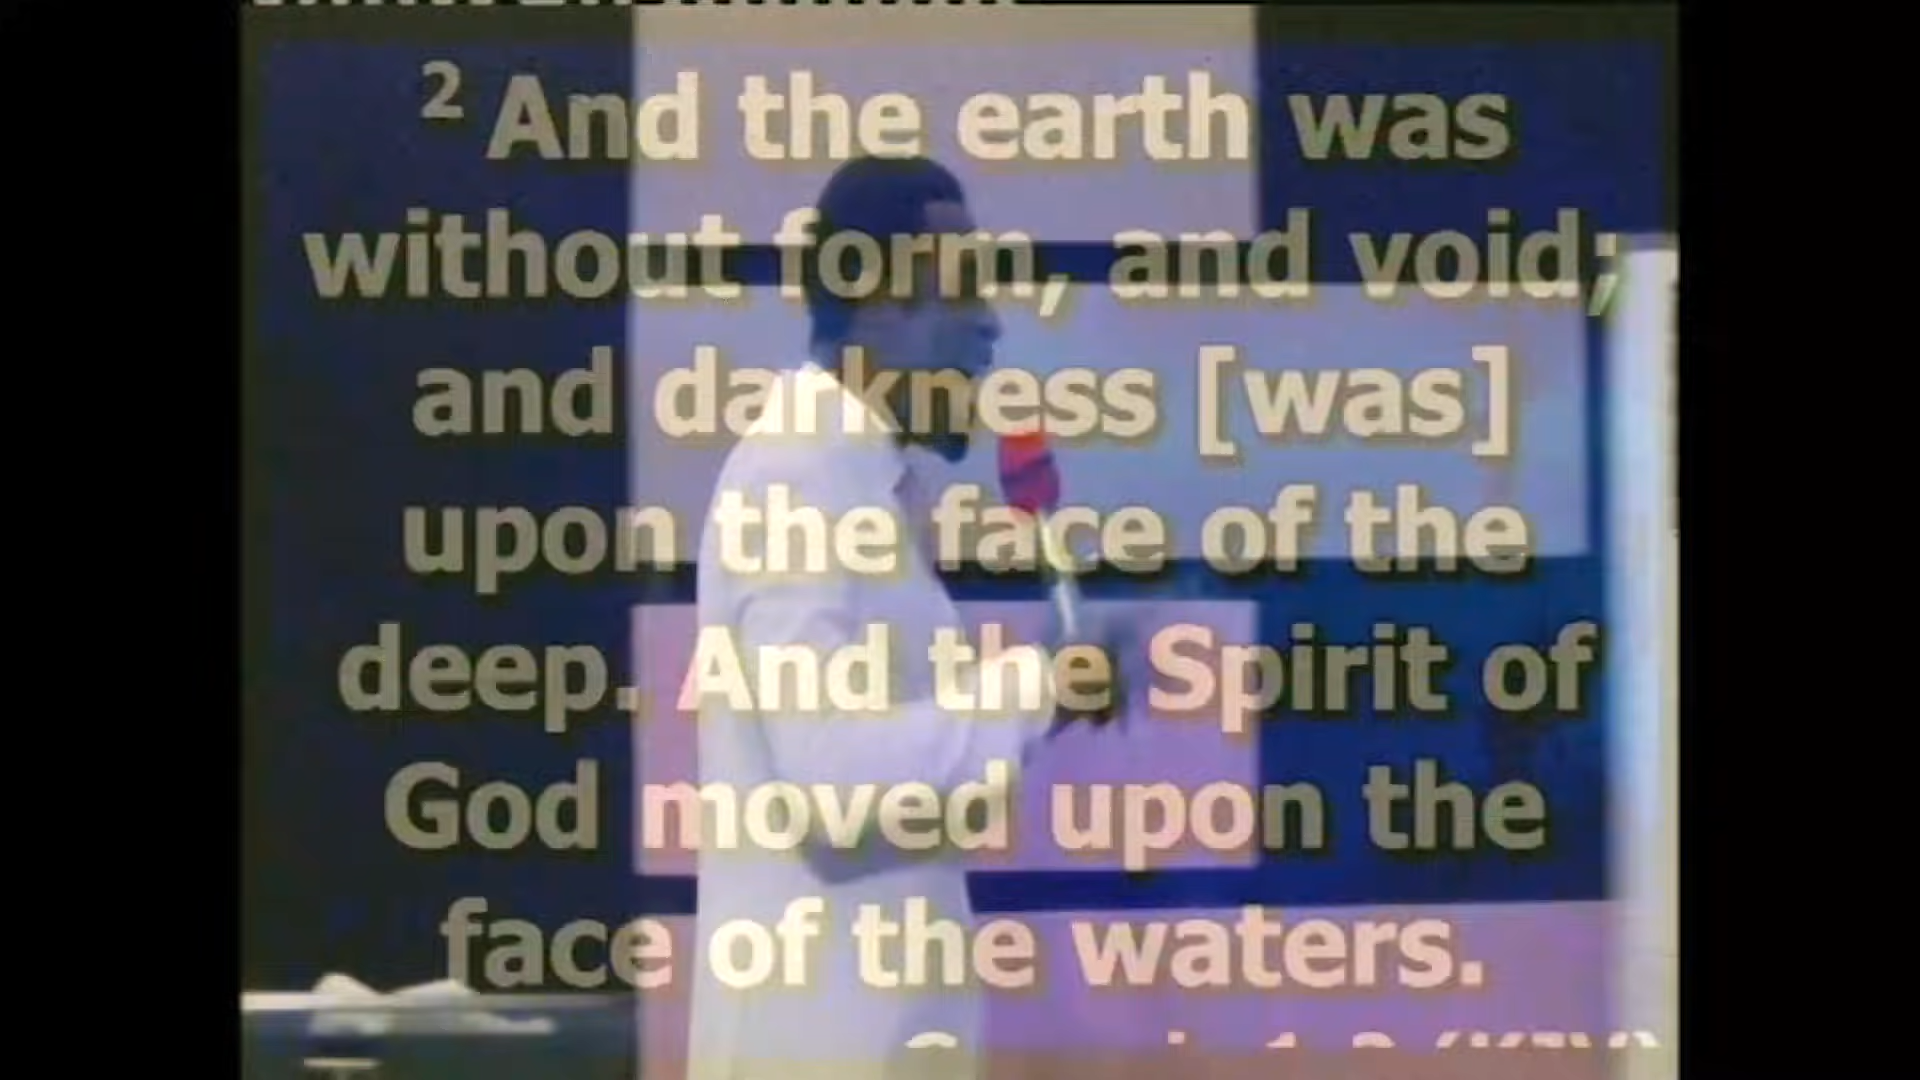 ² And the earth was
without form, and void;
and darkness [was]
upon the face of the
deep. And the Spirit of
God moved upon the
face of the waters.